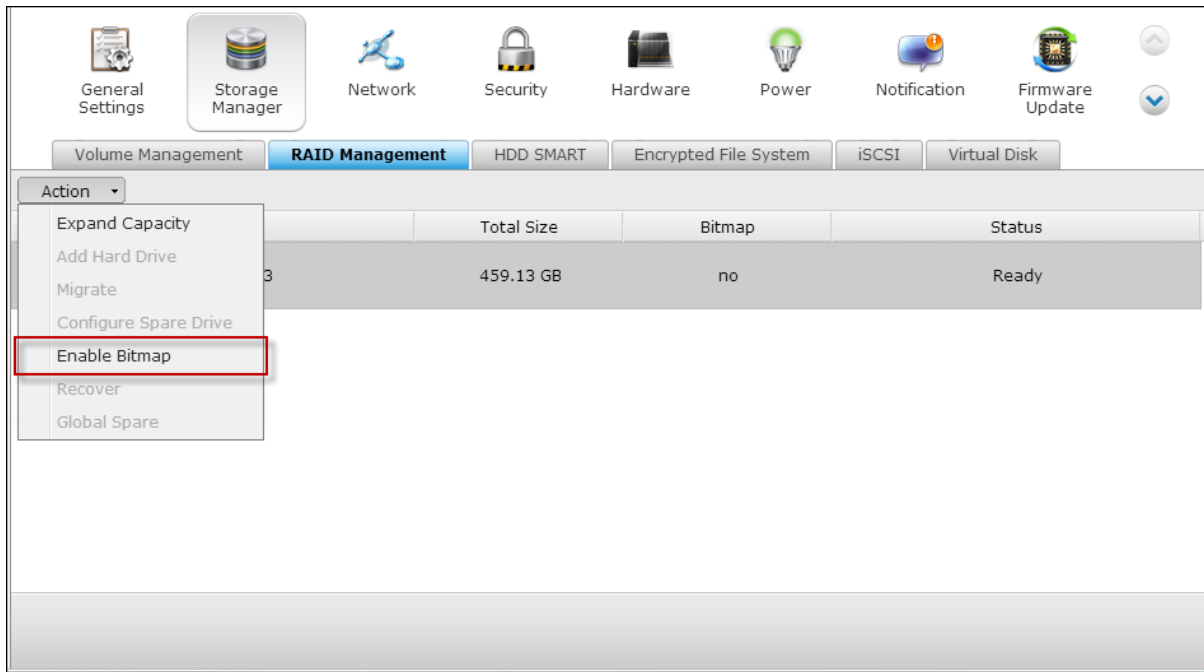 General Settings
Storage Manager
Network
Security
Hardware
Power
Notification
Firmware Update
Volume Management
RAID Management
HDD SMART
Encrypted File System
iSCSI
Virtual Disk
Action
Total Size
Bitmap
Status
3
459.13 GB
no
Ready
Expand Capacity
Add Hard Drive
Migrate
Configure Spare Drive
Enable Bitmap
Recover
Global Spare